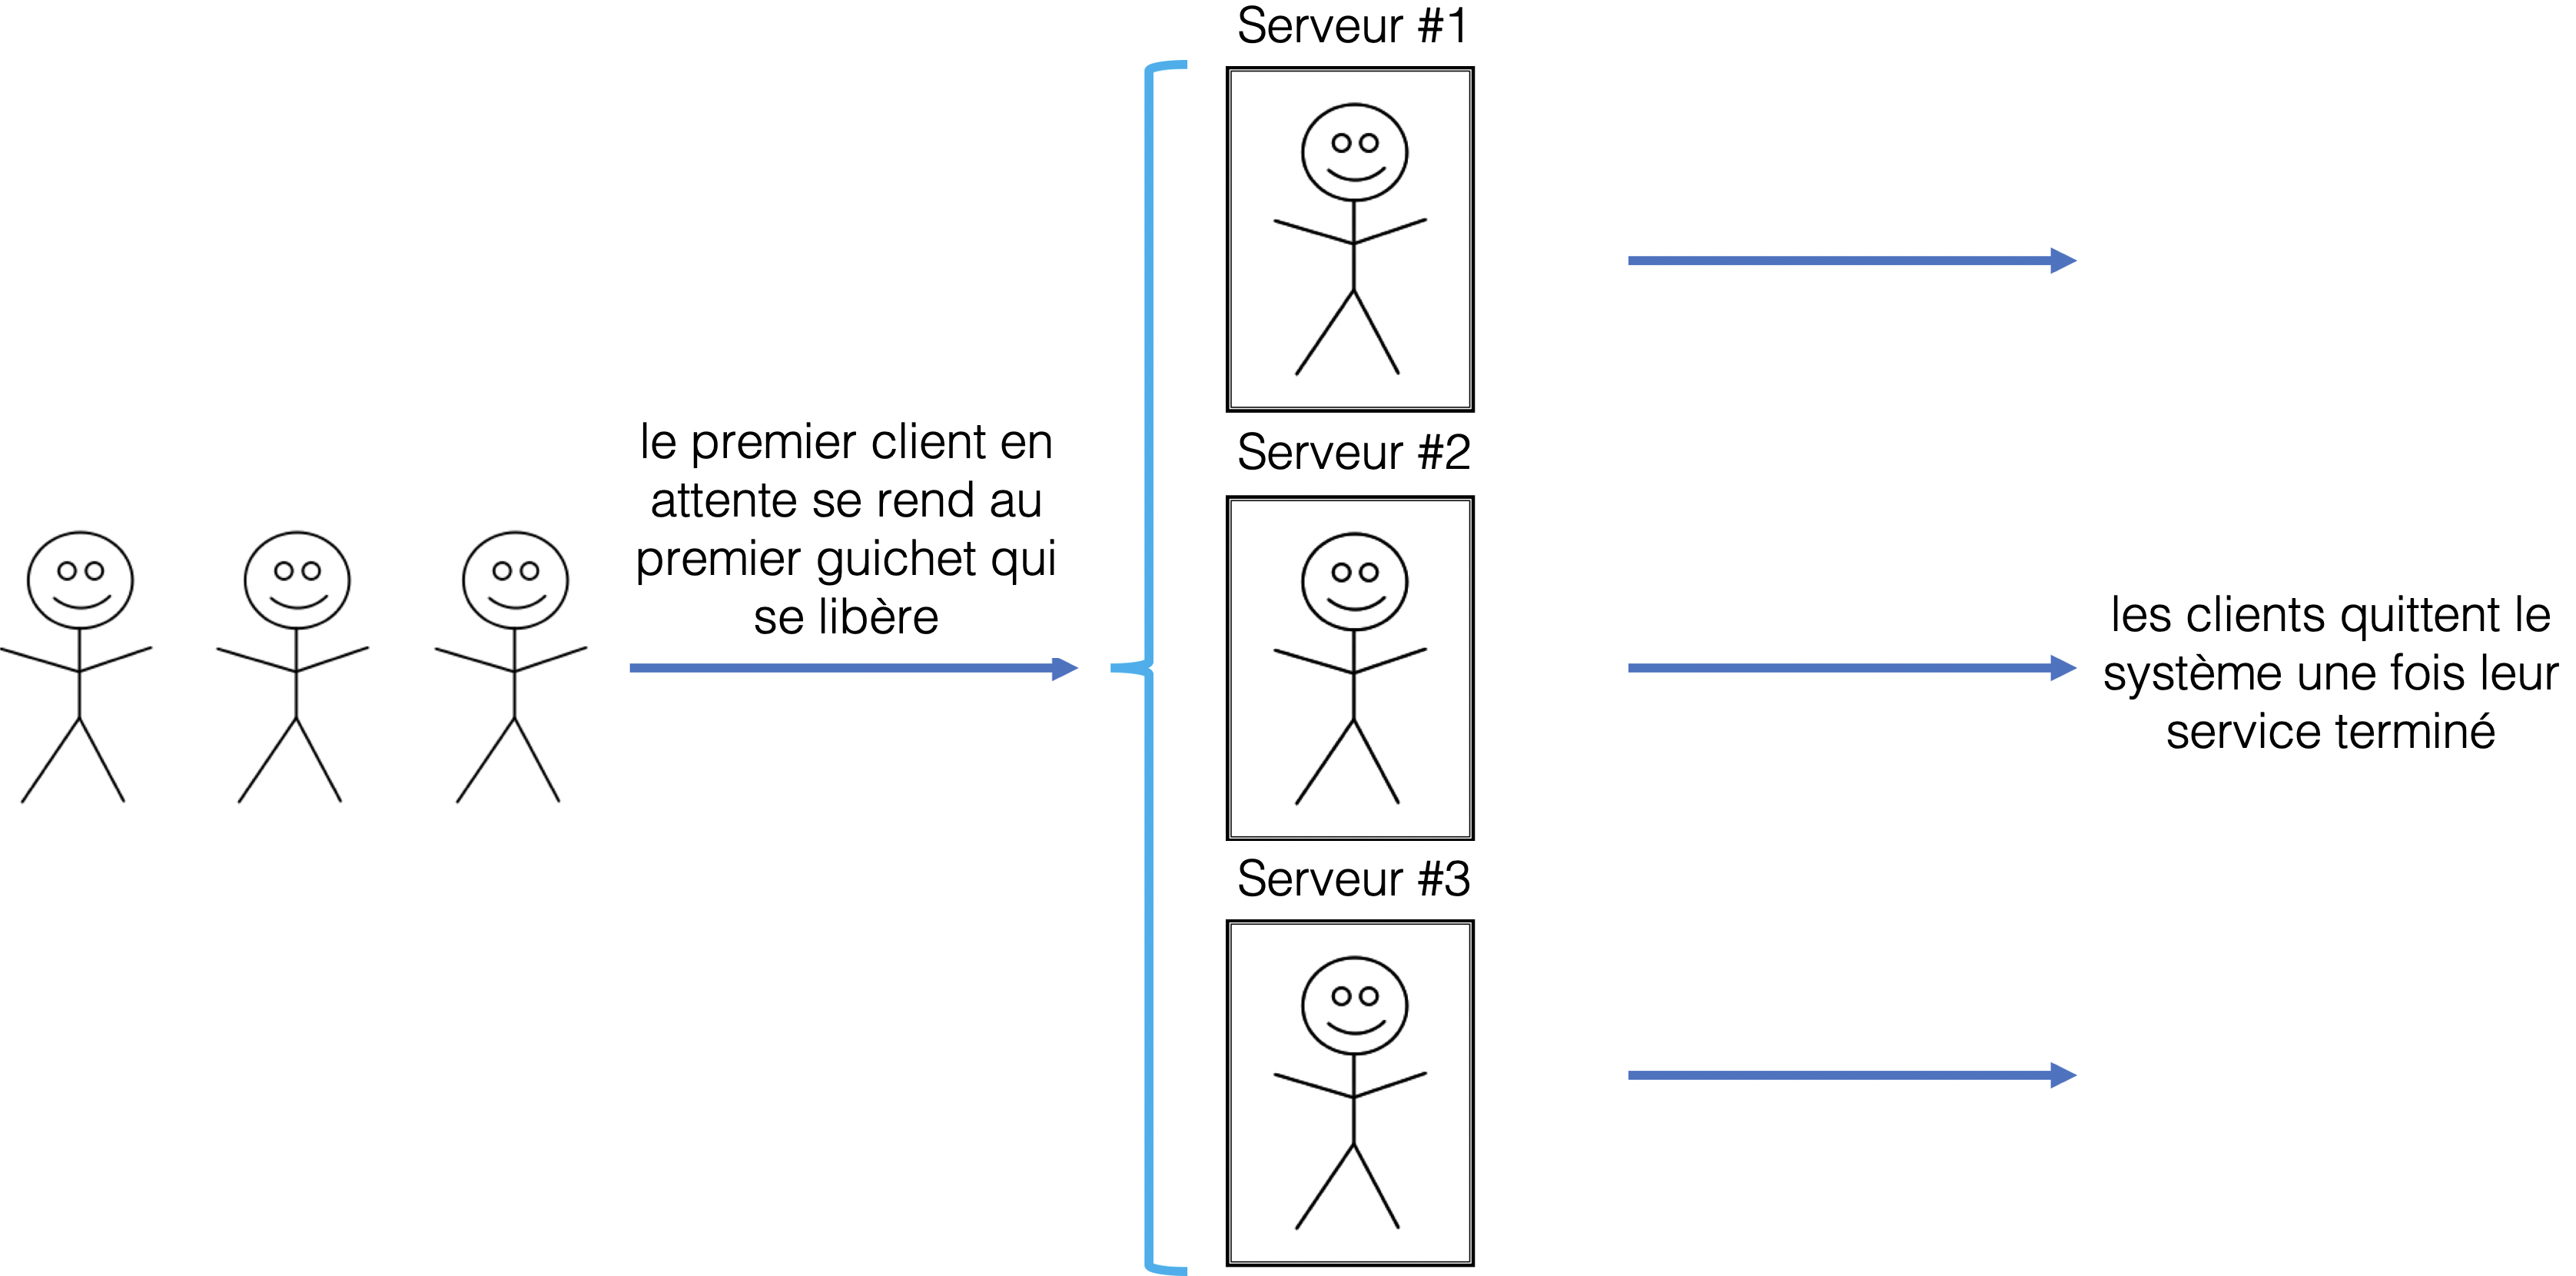 Serveur #1
le premier client en
attente se rend au
premier guichet qui
se libère
Serveur #2
Serveur #3
les clients quittent le
système une fois leur
service terminé